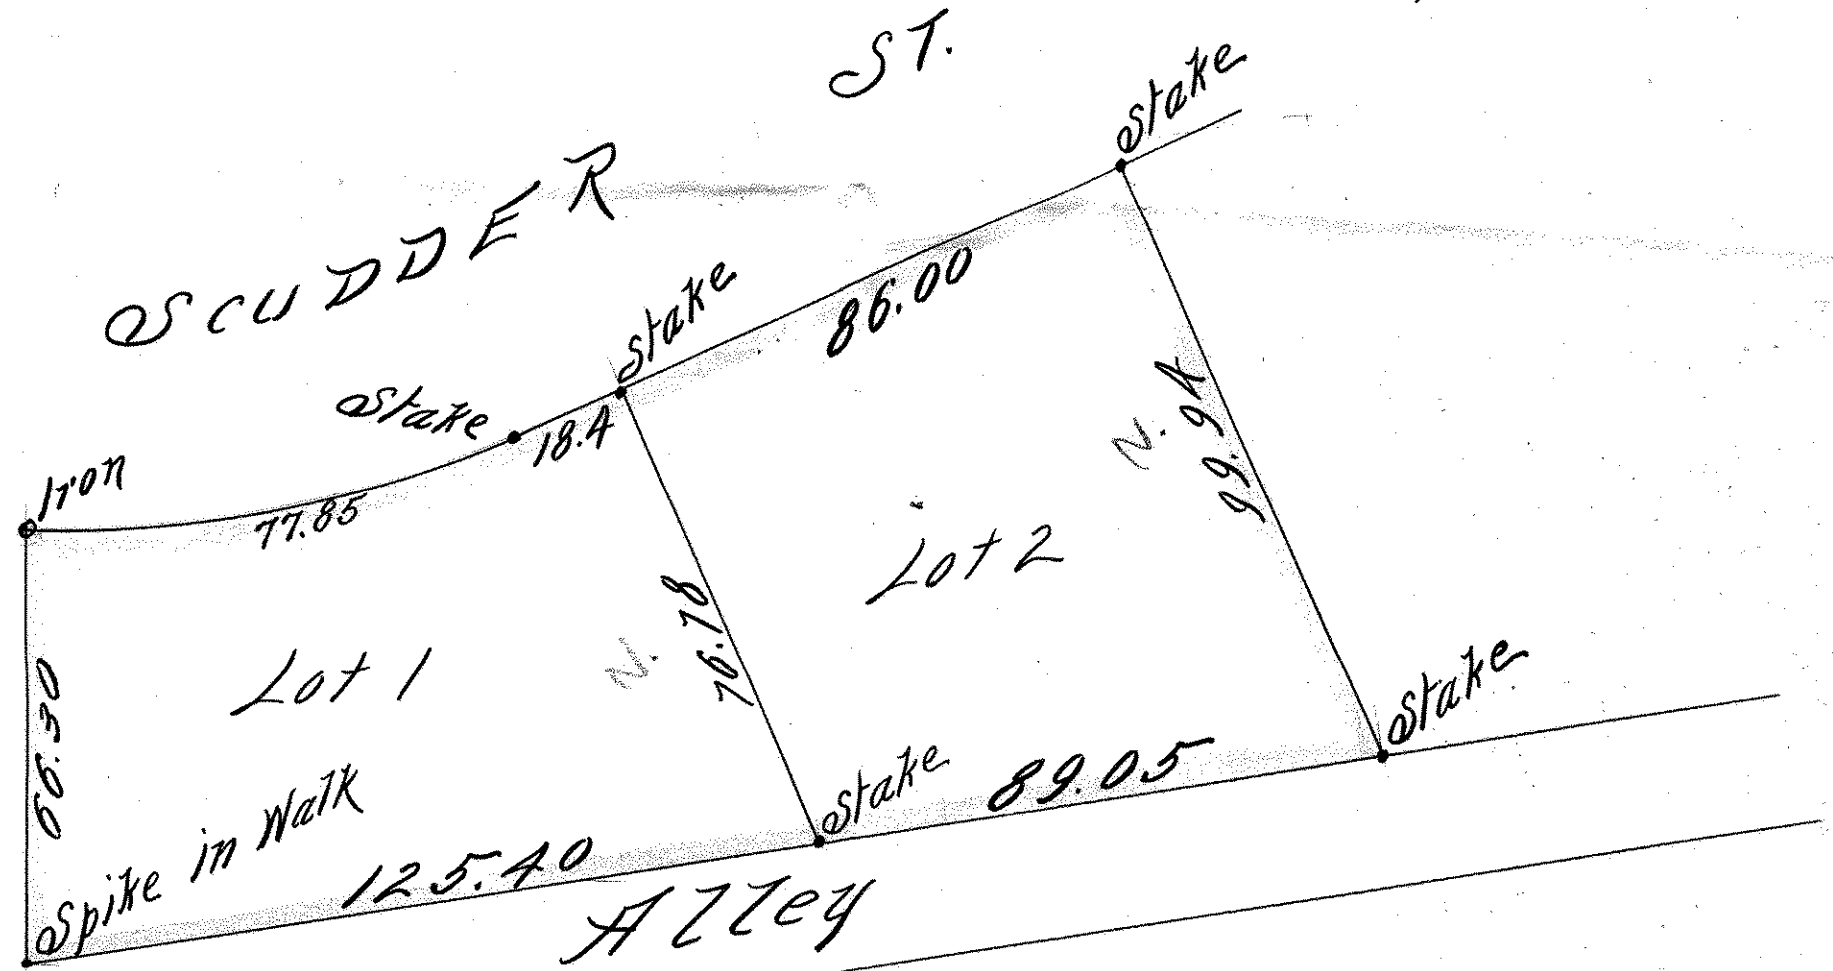 SCUDDER ST.
Stake
Stake
86.00
Stake
18.4
Iron
77.85
N. 99.94
Lot 2
N. 76.78
Lot 1
66.30
Stake
Stake
89.05
Spike in Walk
125.40
Alley